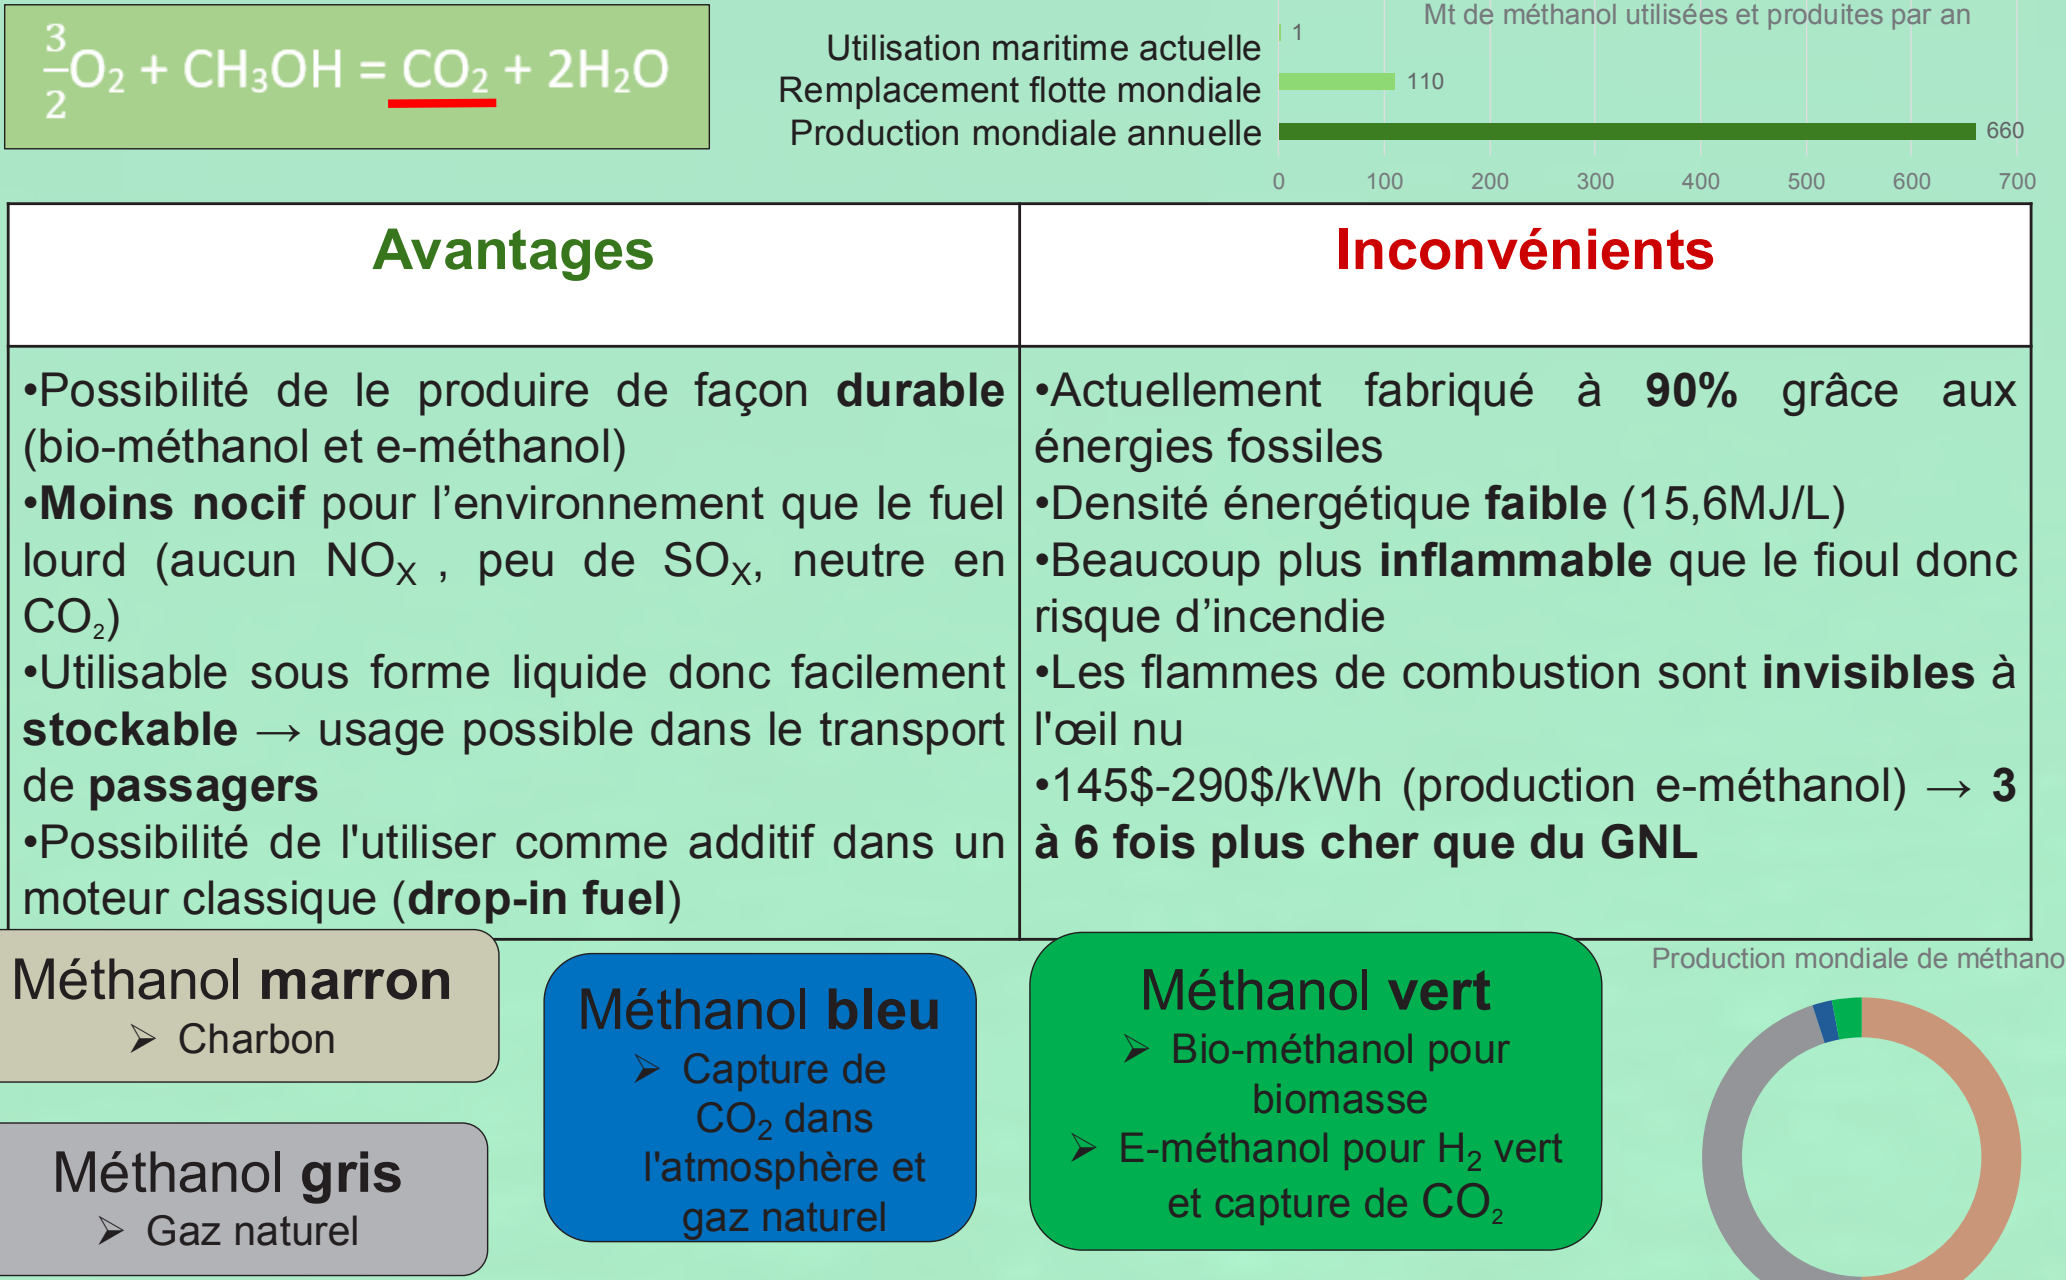 3/2 O₂ + CH₃OH = CO₂ + 2H₂O
Mt de méthanol utilisées et produites par an
Utilisation maritime actuelle 1
Remplacement flotte mondiale 110
Production mondiale annuelle 660
0 100 200 300 400 500 600 700
Avantages
•Possibilité de le produire de façon durable
(bio-méthanol et e-méthanol)
•Moins nocif pour l’environnement que le fuel
lourd (aucun NOX , peu de SOX, neutre en
CO₂)
•Utilisable sous forme liquide donc facilement
stockable → usage possible dans le transport
de passagers
•Possibilité de l'utiliser comme additif dans un
moteur classique (drop-in fuel)
Inconvénients
•Actuellement fabriqué à 90% grâce aux
énergies fossiles
•Densité énergétique faible (15,6MJ/L)
•Beaucoup plus inflammable que le fioul donc
risque d’incendie
•Les flammes de combustion sont invisibles à
l'œil nu
•145$-290$/kWh (production e-méthanol) → 3
à 6 fois plus cher que du GNL
Méthanol marron
➢ Charbon
Méthanol gris
➢ Gaz naturel
Méthanol bleu
➢ Capture de
CO₂ dans
l'atmosphère et
gaz naturel
Méthanol vert
➢ Bio-méthanol pour
biomasse
➢ E-méthanol pour H₂ vert
et capture de CO₂
Production mondiale de méthano